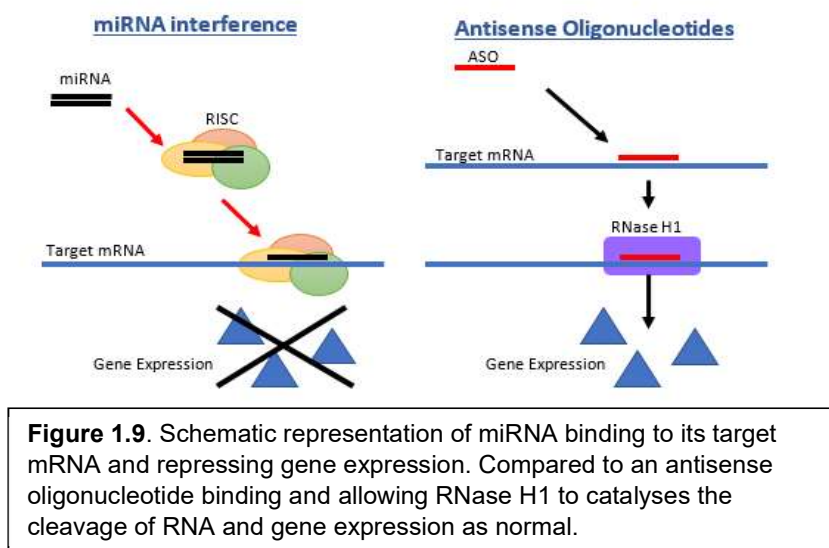 miRNA interference
miRNA
RISC
Target mRNA
Gene Expression
Antisense Oligonucleotides
ASO
Target mRNA
RNase H1
Gene Expression
Figure 1.9. Schematic representation of miRNA binding to its target
mRNA and repressing gene expression. Compared to an antisense
oligonucleotide binding and allowing RNase H1 to catalyses the
cleavage of RNA and gene expression as normal.